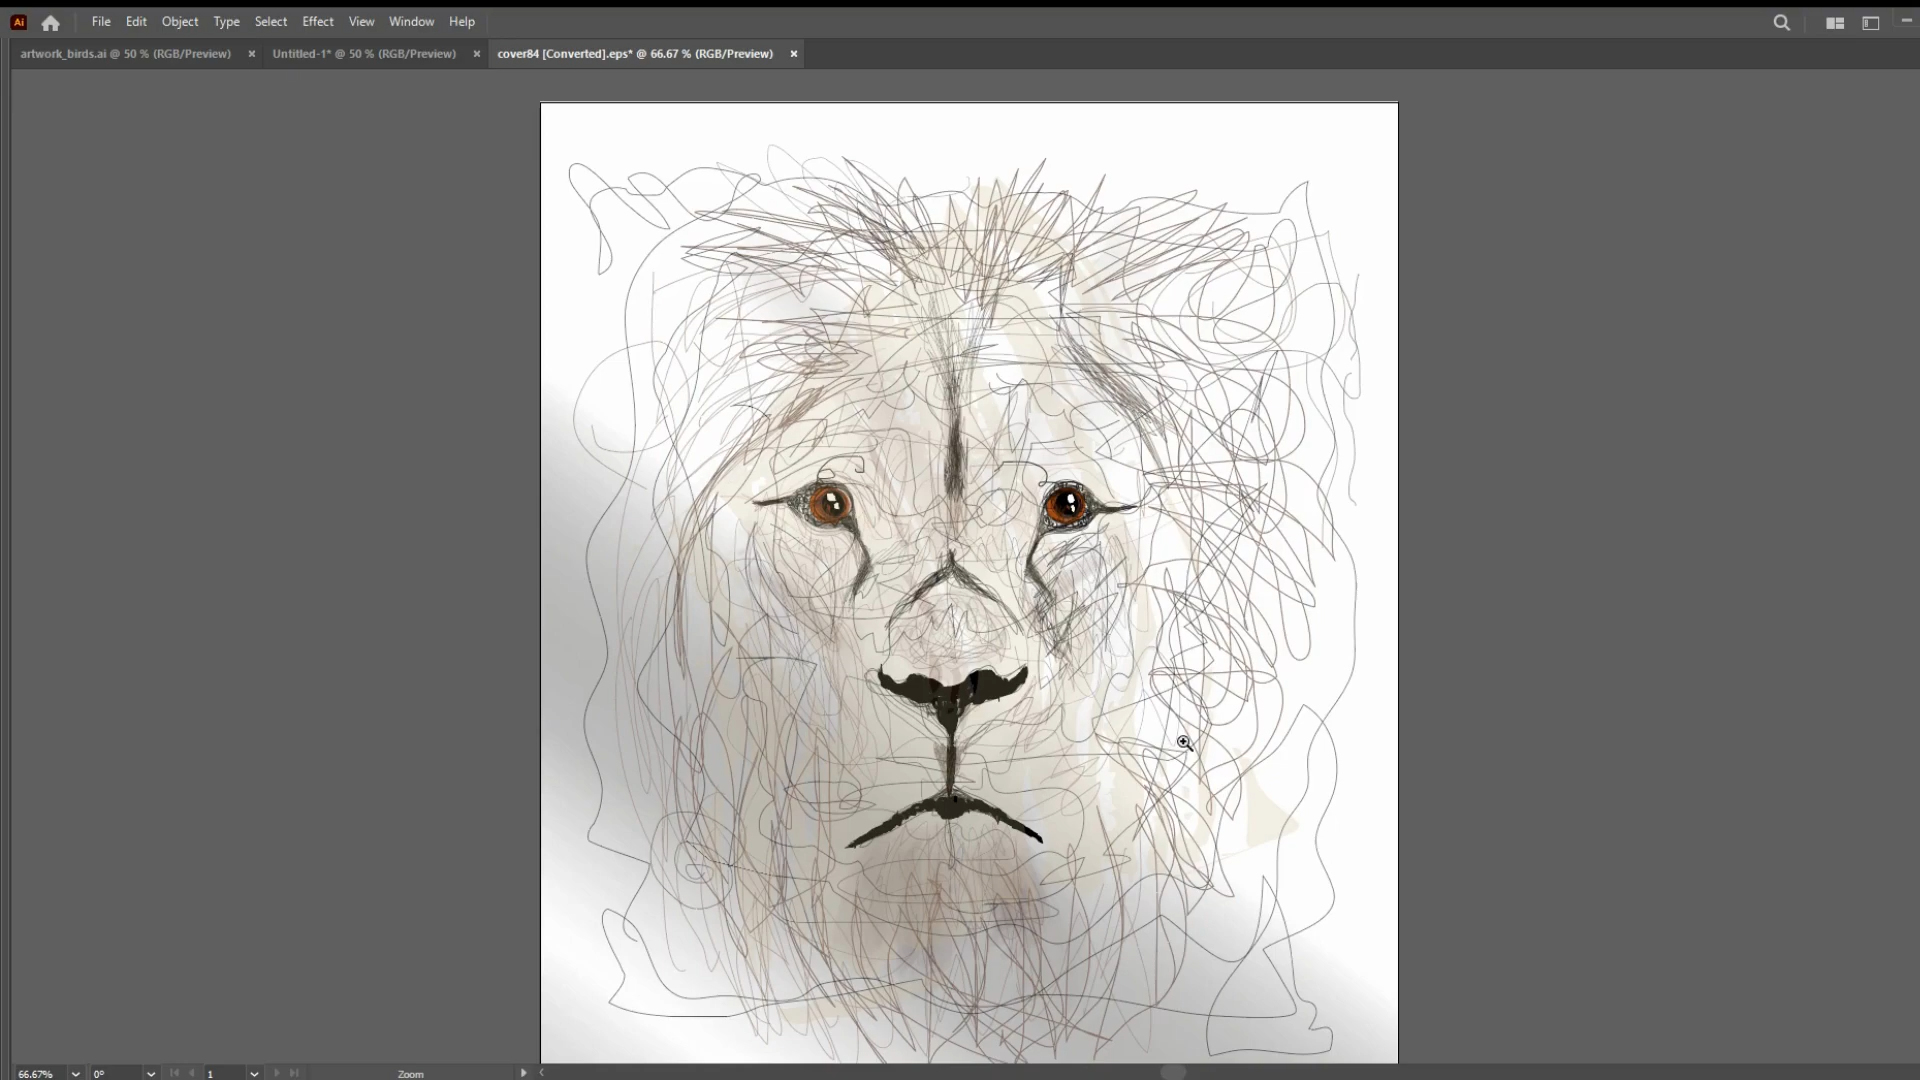 Ai File Edit Object Type Select Effect View Window Help
artwork_birds.ai @ 50 % (RGB/Preview) × Untitled-1* @ 50 % (RGB/Preview) × cover84 [Converted].eps* @ 66.67 % (RGB/Preview) ×
66.67% 0° 1 Zoom